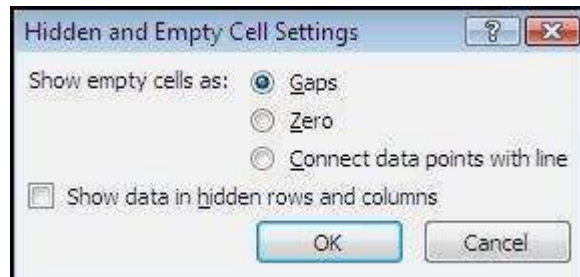 Hidden and Empty Cell Settings ?
Show empty cells as: Gaps
Zero
Connect data points with line
Show data in hidden rows and columns
OK Cancel